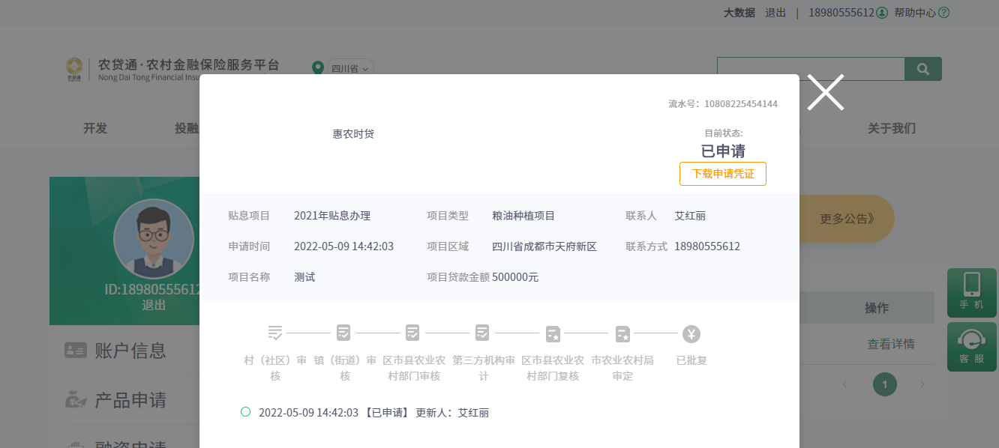 大数据 退出 | 18980555612 帮助中心
农贷通·农村金融保险服务平台
Nong Dai Tong Financial Insu
四川省
开发 投融 关于我们
流水号：10808225454144
惠农时贷
目前状态:
已申请
下载申请凭证
更多公告》
贴息项目 2021年贴息办理 项目类型 粮油种植项目 联系人 艾红丽
申请时间 2022-05-09 14:42:03 项目区域 四川省成都市天府新区 联系方式 18980555612
项目名称 测试 项目贷款金额 500000元
ID:18980555612
退出
操作
查看详情
手 机
客 服
账户信息
产品申请
融资申请
村（社区）审核
镇（街道）审核
区市县农业农村部门审核
第三方机构审计
区市县农业农村部门复核
市农业农村局审定
已批复
1
2022-05-09 14:42:03 【已申请】 更新人：艾红丽